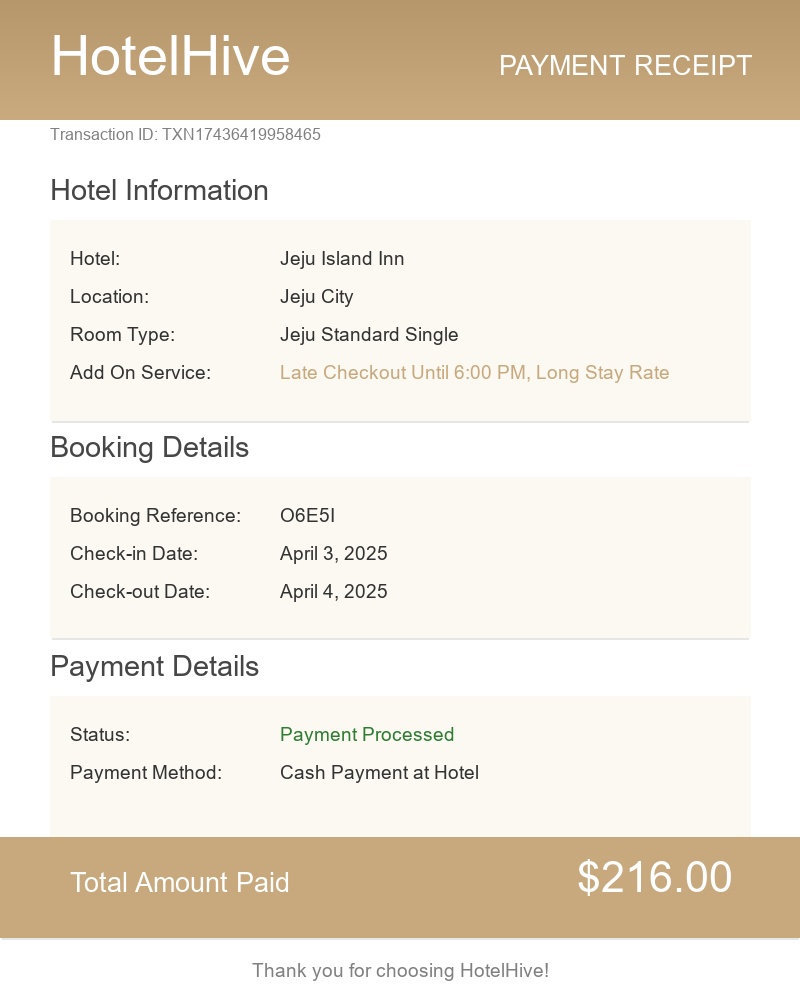 HotelHive
PAYMENT RECEIPT
Transaction ID: TXN17436419958465
Hotel Information
Hotel: Jeju Island Inn
Location: Jeju City
Room Type: Jeju Standard Single
Add On Service: Late Checkout Until 6:00 PM, Long Stay Rate
Booking Details
Booking Reference: O6E5I
Check-in Date: April 3, 2025
Check-out Date: April 4, 2025
Payment Details
Status: Payment Processed
Payment Method: Cash Payment at Hotel
Total Amount Paid $216.00
Thank you for choosing HotelHive!